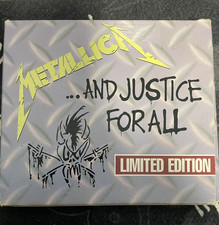 METALLICA
...AND JUSTICE
FOR ALL
LIMITED EDITION